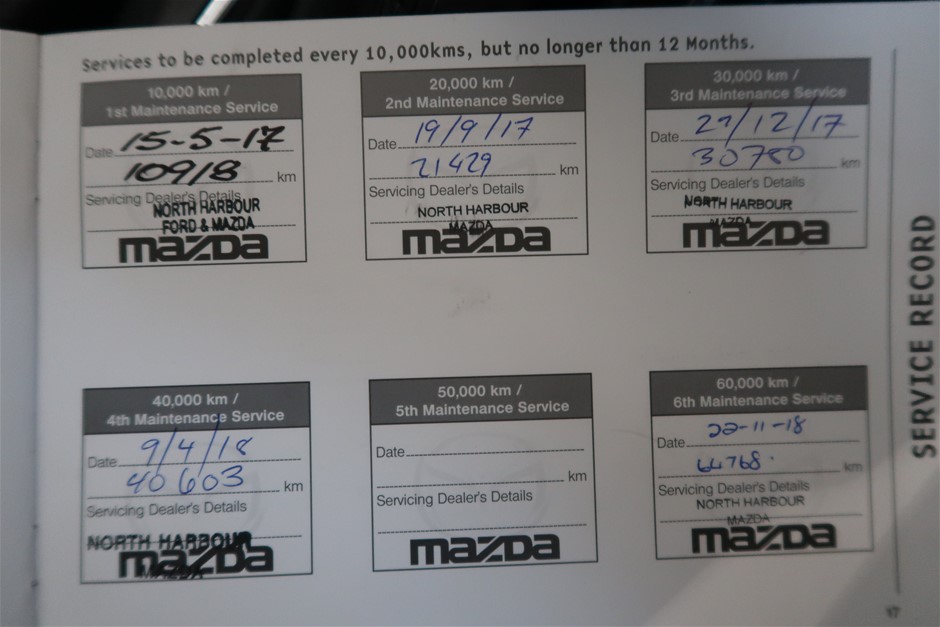 Services to be completed every 10,000kms, but no longer than 12 Months.
10,000 km /
1st Maintenance Service
Date 15-5-17
10918 km
Servicing Dealer's Details
NORTH HARBOUR
FORD & MAZDA
mazda
20,000 km /
2nd Maintenance Service
Date 19/9/17
21429 km
Servicing Dealer's Details
NORTH HARBOUR
MAZDA
mazda
30,000 km /
3rd Maintenance Service
Date 27/12/17
30780 km
Servicing Dealer's Details
NORTH HARBOUR
MAZDA
mazda
40,000 km /
4th Maintenance Service
Date 9/4/18
40603 km
Servicing Dealer's Details
NORTH HARBOUR
MAZDA
mazda
50,000 km /
5th Maintenance Service
Date
km
Servicing Dealer's Details
mazda
60,000 km /
6th Maintenance Service
Date 22-11-18
64768. km
Servicing Dealer's Details
NORTH HARBOUR
MAZDA
mazda
SERVICE RECORD
17